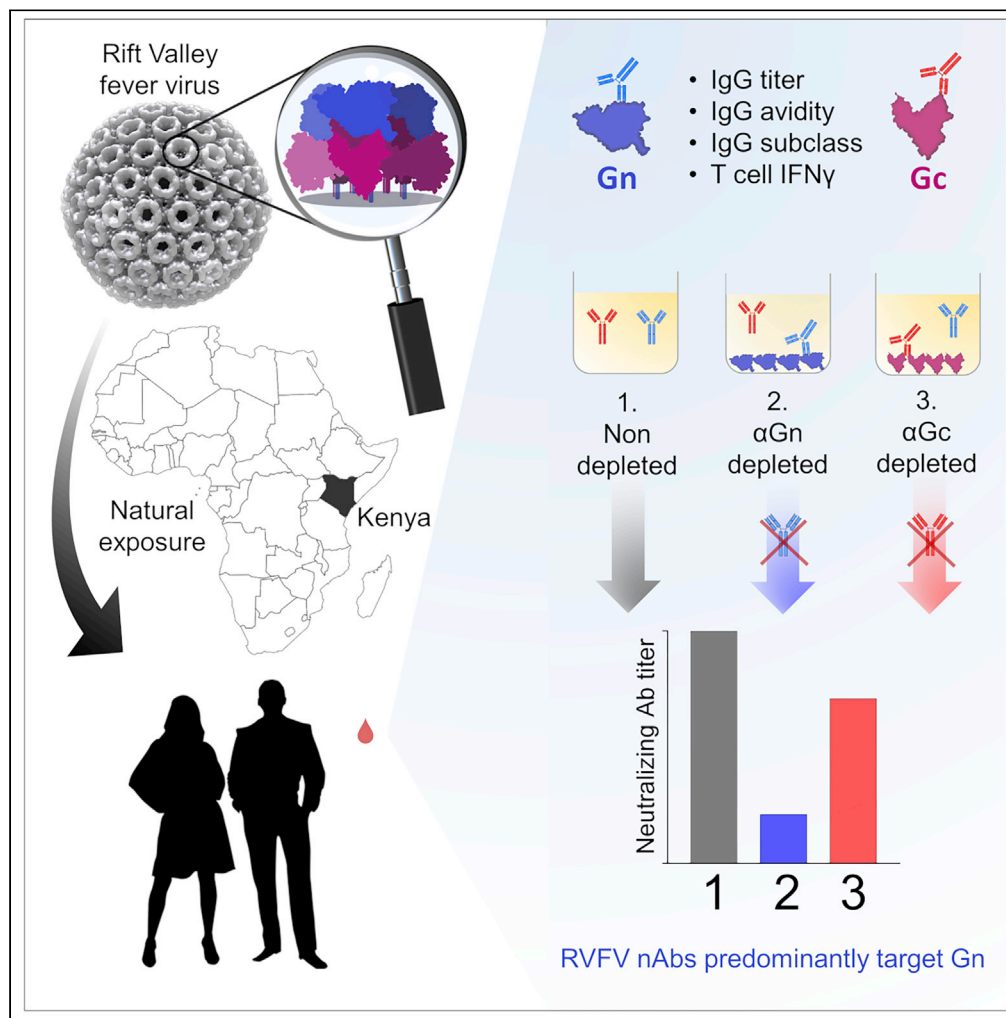 Rift Valley
fever virus
Natural
exposure
Kenya
Gn
• IgG titer
• IgG avidity
• IgG subclass
• T cell IFNγ
Gc
1.
Non
depleted
2.
αGn
depleted
3.
αGc
depleted
Neutralizing Ab titer
1 2 3
RVFV nAbs predominantly target Gn